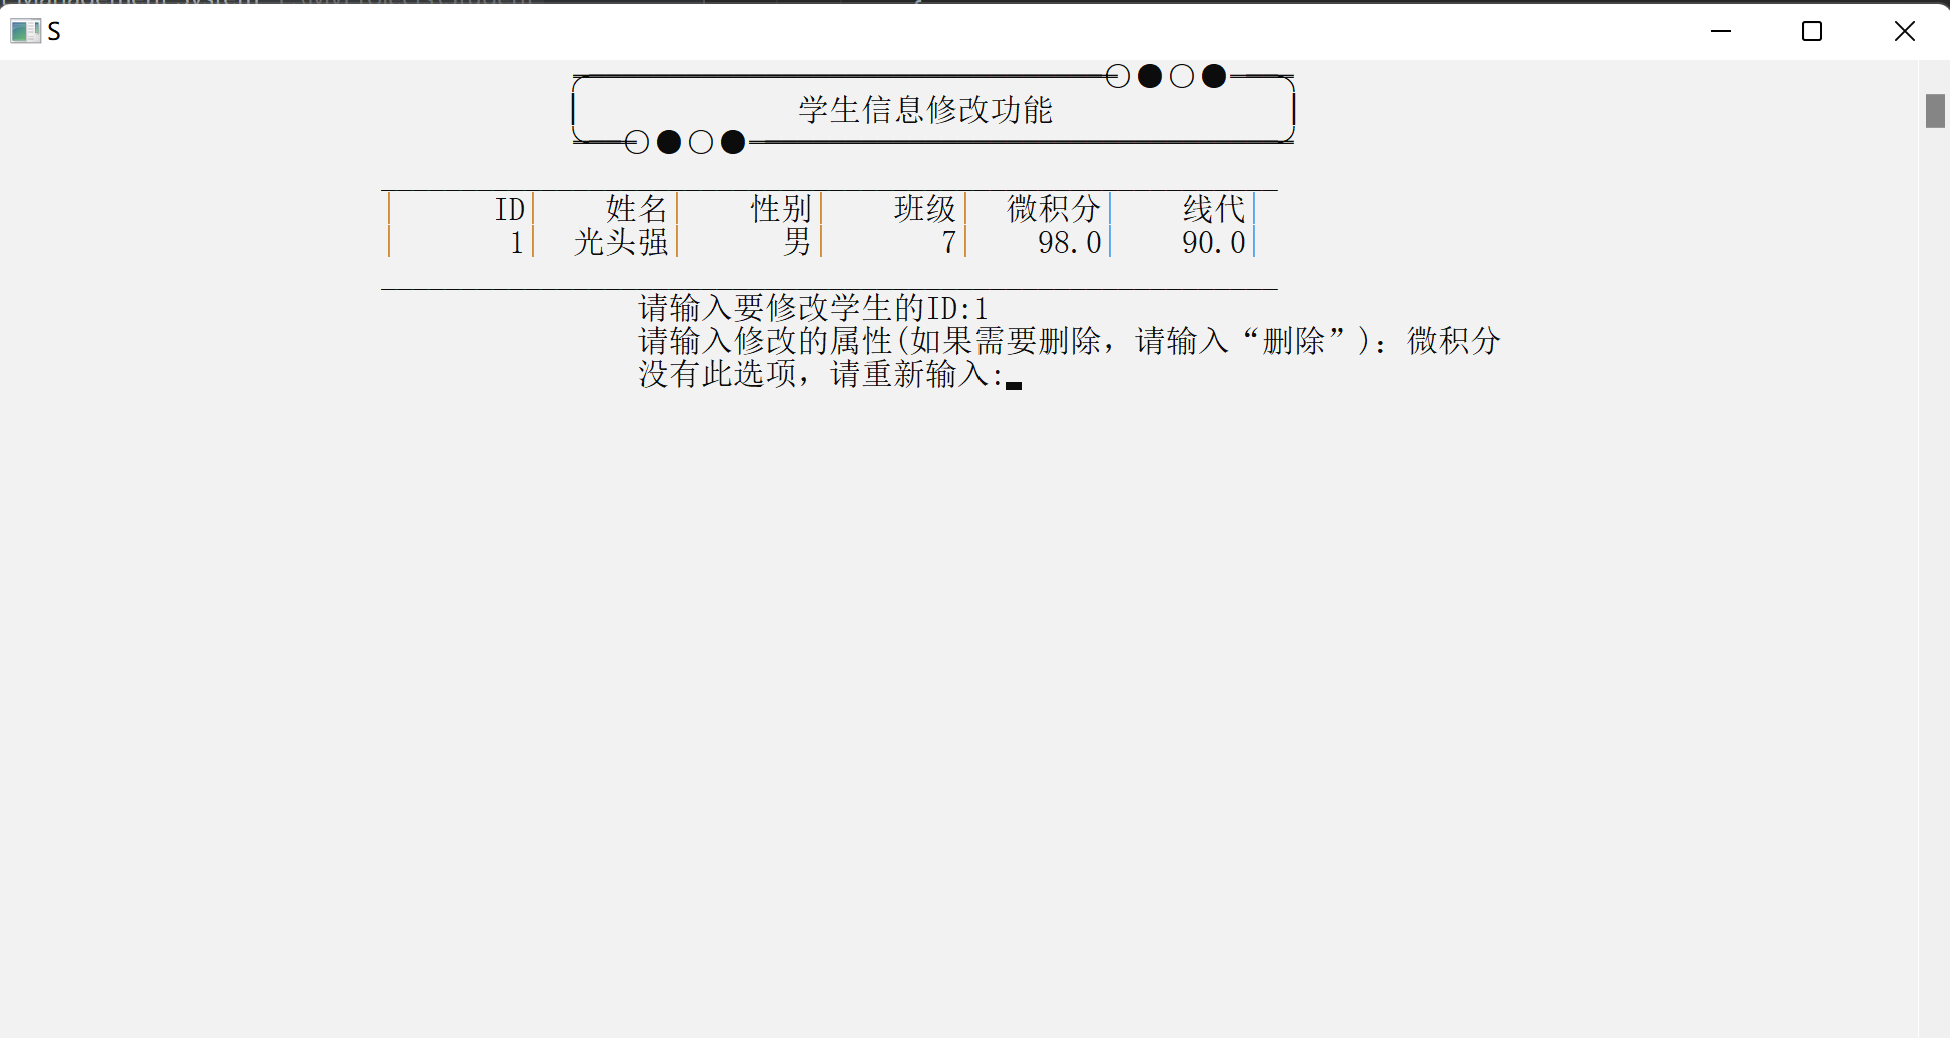 S
○●○●
学生信息修改功能
○●○●
ID| 姓名| 性别| 班级| 微积分| 线代|
1| 光头强| 男| 7| 98.0| 90.0|
请输入要修改学生的ID:1
请输入修改的属性(如果需要删除，请输入“删除”)：微积分
没有此选项，请重新输入: